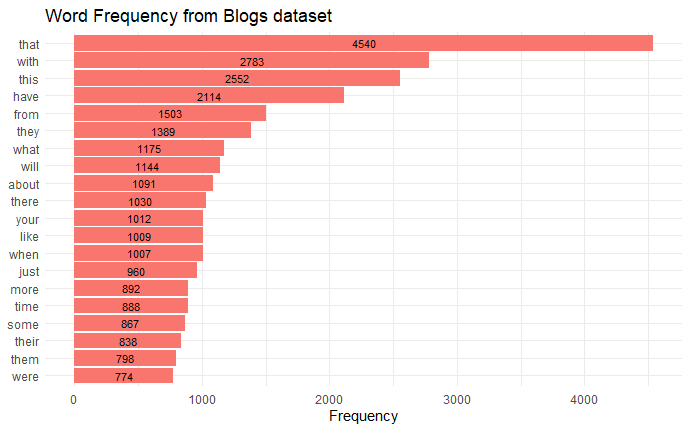 Word Frequency from Blogs dataset
that 4540
with 2783
this 2552
have 2114
from 1503
they 1389
what 1175
will 1144
about 1091
there 1030
your 1012
like 1009
when 1007
just 960
more 892
time 888
some 867
their 838
them 798
were 774
0 1000 2000 3000 4000
Frequency